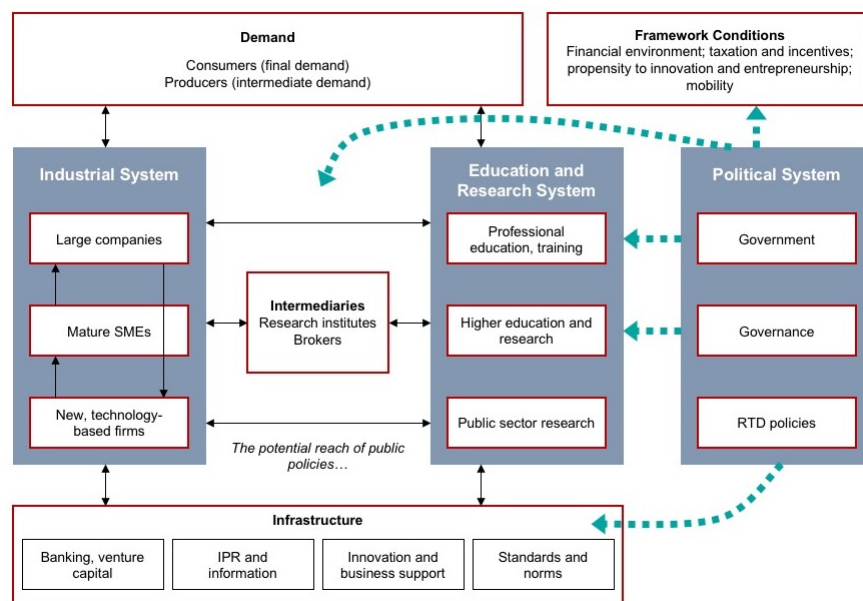 Demand
Consumers (final demand)
Producers (intermediate demand)
Framework Conditions
Financial environment; taxation and incentives;
propensity to innovation and entrepreneurship;
mobility
Industrial System
Large companies
Mature SMEs
New, technology-
based firms
Intermediaries
Research institutes
Brokers
The potential reach of public
policies…
Education and
Research System
Professional
education, training
Higher education and
research
Public sector research
Political System
Government
Governance
RTD policies
Infrastructure
Banking, venture
capital
IPR and
information
Innovation and
business support
Standards and
norms